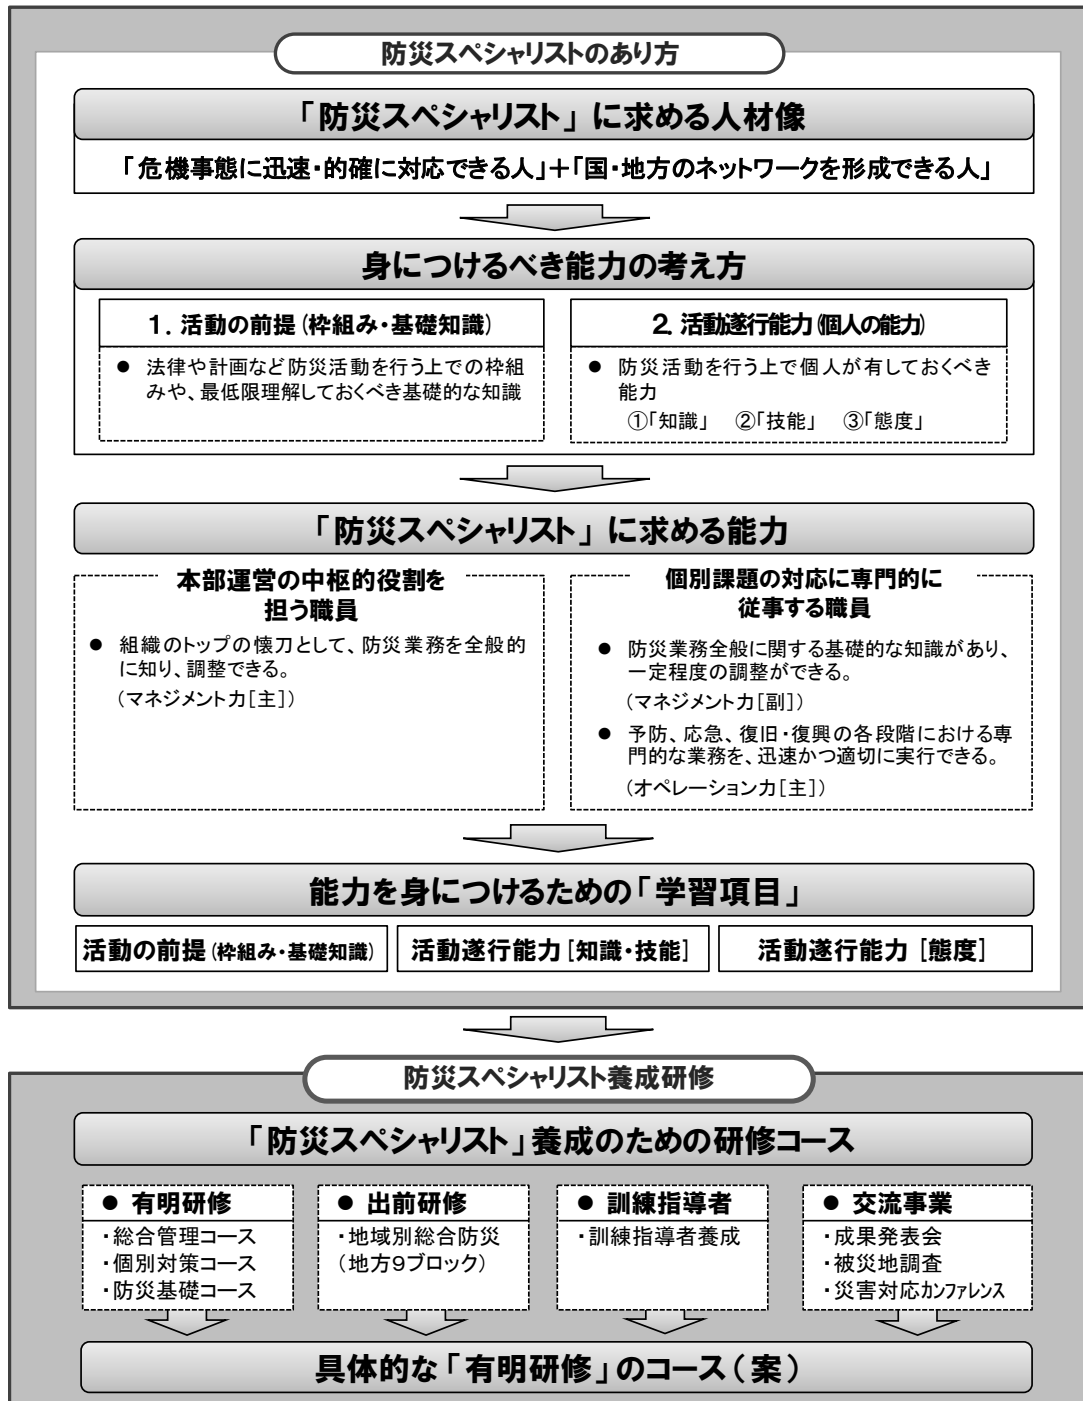 防災スペシャリストのあり方
「防災スペシャリスト」に求める人材像
「危機事態に迅速・的確に対応できる人」＋「国・地方のネットワークを形成できる人」
身につけるべき能力の考え方
１．活動の前提（枠組み・基礎知識）
● 法律や計画など防災活動を行う上での枠組
みや、最低限理解しておくべき基礎的な知識
２．活動遂行能力（個人の能力）
● 防災活動を行う上で個人が有しておくべき
能力
①「知識」 ②「技能」 ③「態度」
「防災スペシャリスト」に求める能力
本部運営の中枢的役割を
担う職員
● 組織のトップの懐刀として、防災業務を全般的
に知り、調整できる。
（マネジメント力［主］）
個別課題の対応に専門的に
従事する職員
● 防災業務全般に関する基礎的な知識があり、
一定程度の調整ができる。
（マネジメント力［副］）
● 予防、応急、復旧・復興の各段階における専
門的な業務を、迅速かつ適切に実行できる。
（オペレーション力［主］）
能力を身につけるための「学習項目」
活動の前提（枠組み・基礎知識）
活動遂行能力［知識・技能］
活動遂行能力［態度］
防災スペシャリスト養成研修
「防災スペシャリスト」養成のための研修コース
● 有明研修
・総合管理コース
・個別対策コース
・防災基礎コース
● 出前研修
・地域別総合防災
（地方９ブロック）
● 訓練指導者
・訓練指導者養成
● 交流事業
・成果発表会
・被災地調査
・災害対応カンファレンス
具体的な「有明研修」のコース（案）